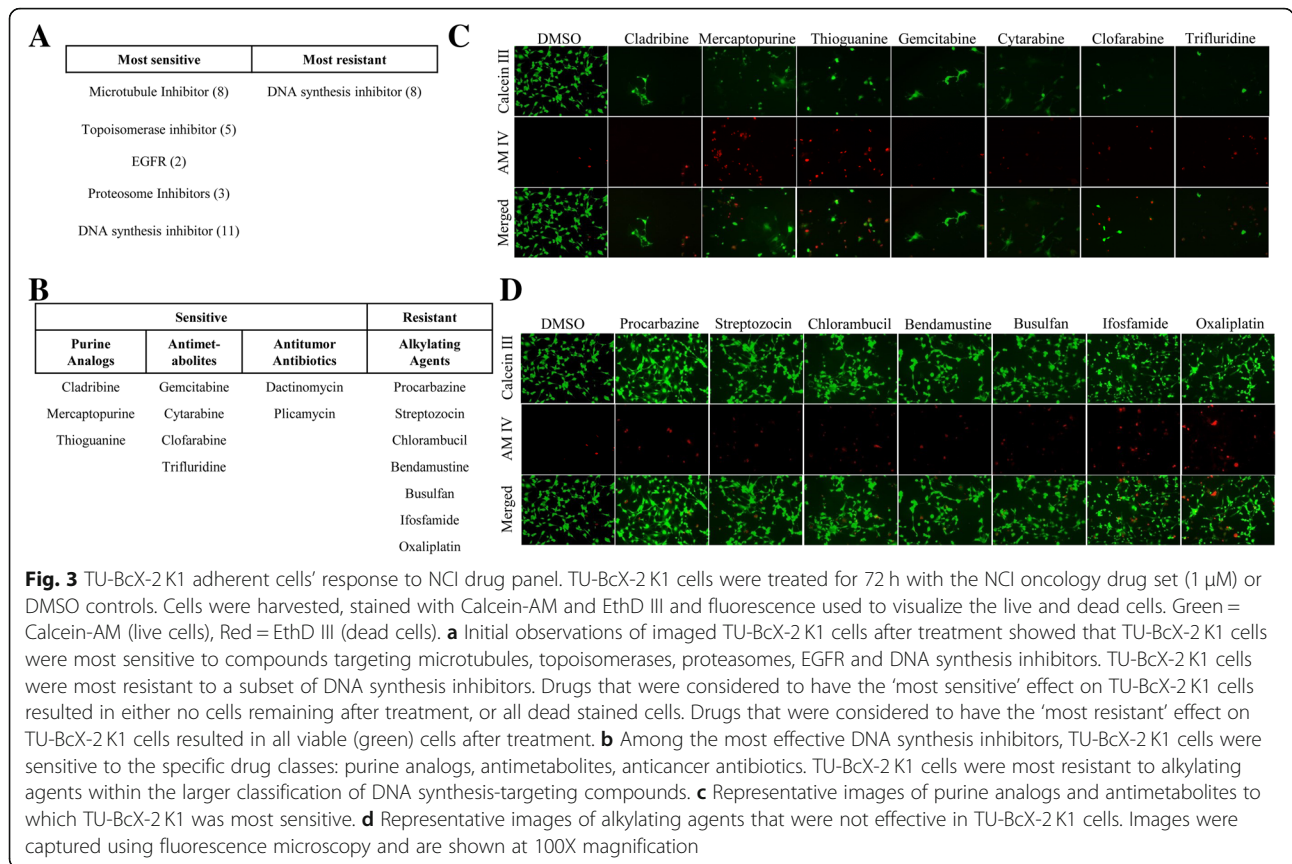 A
Most sensitive Most resistant
Microtubule Inhibitor (8) DNA synthesis inhibitor (8)
Topoisomerase inhibitor (5)
EGFR (2)
Proteosome Inhibitors (3)
DNA synthesis inhibitor (11)
C
DMSO Cladribine Mercaptopurine Thioguanine Gemcitabine Cytarabine Clofarabine Trifluridine
Calcein III
AM IV
Merged
B
Sensitive Resistant
Purine Analogs Antimet-abolites Antitumor Antibiotics Alkylating Agents
Cladribine Gemcitabine Dactinomycin Procarbazine
Mercaptopurine Cytarabine Plicamycin Streptozocin
Thioguanine Clofarabine Chlorambucil
Trifluridine Bendamustine
Busulfan
Ifosfamide
Oxaliplatin
D
DMSO Procarbazine Streptozocin Chlorambucil Bendamustine Busulfan Ifosfamide Oxaliplatin
Calcein III
AM IV
Merged
Fig. 3 TU-BcX-2 K1 adherent cells' response to NCI drug panel. TU-BcX-2 K1 cells were treated for 72 h with the NCI oncology drug set (1 μM) or
DMSO controls. Cells were harvested, stained with Calcein-AM and EthD III and fluorescence used to visualize the live and dead cells. Green =
Calcein-AM (live cells), Red = EthD III (dead cells). a Initial observations of imaged TU-BcX-2 K1 cells after treatment showed that TU-BcX-2 K1 cells
were most sensitive to compounds targeting microtubules, topoisomerases, proteasomes, EGFR and DNA synthesis inhibitors. TU-BcX-2 K1 cells
were most resistant to a subset of DNA synthesis inhibitors. Drugs that were considered to have the 'most sensitive' effect on TU-BcX-2 K1 cells
resulted in either no cells remaining after treatment, or all dead stained cells. Drugs that were considered to have the 'most resistant' effect on
TU-BcX-2 K1 cells resulted in all viable (green) cells after treatment. b Among the most effective DNA synthesis inhibitors, TU-BcX-2 K1 cells were
sensitive to the specific drug classes: purine analogs, antimetabolites, anticancer antibiotics. TU-BcX-2 K1 cells were most resistant to alkylating
agents within the larger classification of DNA synthesis-targeting compounds. c Representative images of purine analogs and antimetabolites to
which TU-BcX-2 K1 was most sensitive. d Representative images of alkylating agents that were not effective in TU-BcX-2 K1 cells. Images were
captured using fluorescence microscopy and are shown at 100X magnification